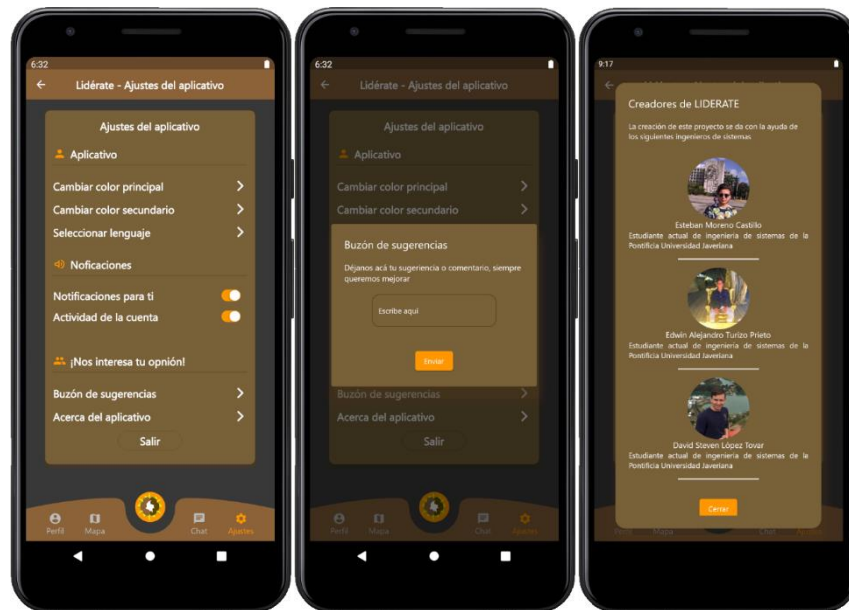 6:32
Lidérate - Ajustes del aplicativo
Ajustes del aplicativo
Aplicativo
Cambiar color principal
Cambiar color secundario
Seleccionar lenguaje
Noficaciones
Notificaciones para tí
Actividad de la cuenta
¡Nos interesa tu opnión!
Buzón de sugerencias
Acerca del aplicativo
Salir
Perfil
Mapa
Chat
Ajustes
6:32
Lidérate - Ajustes del aplicativo
Ajustes del aplicativo
Aplicativo
Cambiar color principal
Cambiar color secundario
Buzón de sugerencias
Déjanos acá tu sugeriencia o comentario, siempre
queremos mejorar
Escribe aquí
Enviar
Buzón de sugerencias
Acerca del aplicativo
Salir
Perfil
Mapa
Chat
Ajustes
9:17
Creadores de LIDERATE
La creación de este proyecto se da con la ayuda de
los siguientes ingenieros de sistemas
Esteban Moreno Castillo
Estudiante actual de ingeniería de sistemas de la
Pontificia Universidad Javeriana
Edwin Alejandro Turizo Prieto
Estudiante actual de ingeniería de sistemas de la
Pontificia Universidad Javeriana
David Steven López Tovar
Estudiante actual de ingeniería de sistemas de la
Pontificia Universidad Javeriana
Cerrar
Perfil
Mapa
Chat
Ajustes